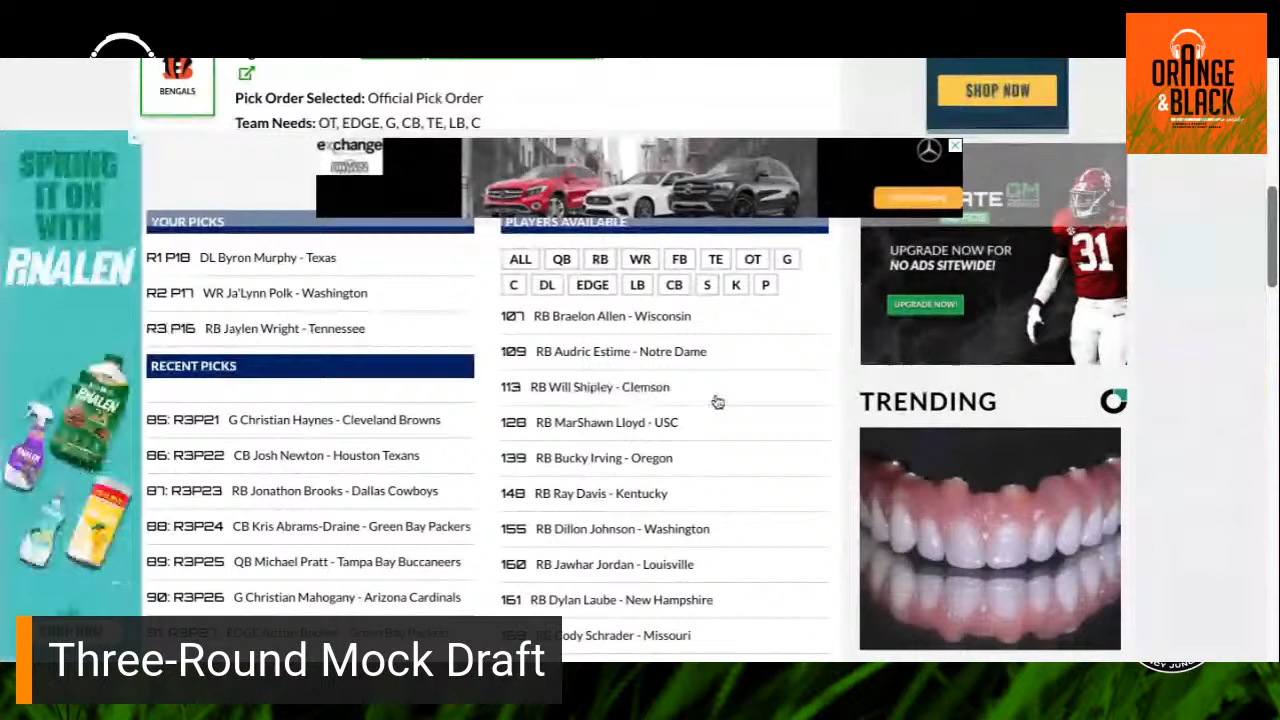 BENGALS
Pick Order Selected: Official Pick Order
Team Needs: OT, EDGE, G, CB, TE, LB, C
SHOP NOW
ORANGE
& BLACK
exchange
SPRING
IT ON
WITH
PINALEN
YOUR PICKS
R1 P18 DL Byron Murphy - Texas
R2 P17 WR Ja'Lynn Polk - Washington
R3 P16 RB Jaylen Wright - Tennessee
RECENT PICKS
85: R3P21 G Christian Haynes - Cleveland Browns
86: R3P22 CB Josh Newton - Houston Texans
87: R3P23 RB Jonathon Brooks - Dallas Cowboys
88: R3P24 CB Kris Abrams-Draine - Green Bay Packers
89: R3P25 QB Michael Pratt - Tampa Bay Buccaneers
90: R3P26 G Christian Mahogany - Arizona Cardinals
PLAYERS AVAILABLE
ALL QB RB WR FB TE OT G
C DL EDGE LB CB S K P
107 RB Braelon Allen - Wisconsin
109 RB Audric Estime - Notre Dame
113 RB Will Shipley - Clemson
128 RB MarShawn Lloyd - USC
139 RB Bucky Irving - Oregon
148 RB Ray Davis - Kentucky
155 RB Dillon Johnson - Washington
160 RB Jawhar Jordan - Louisville
161 RB Dylan Laube - New Hampshire
Cody Schrader - Missouri
UPGRADE NOW FOR
NO ADS SITEWIDE!
UPGRADE NOW!
31
TRENDING
Three-Round Mock Draft